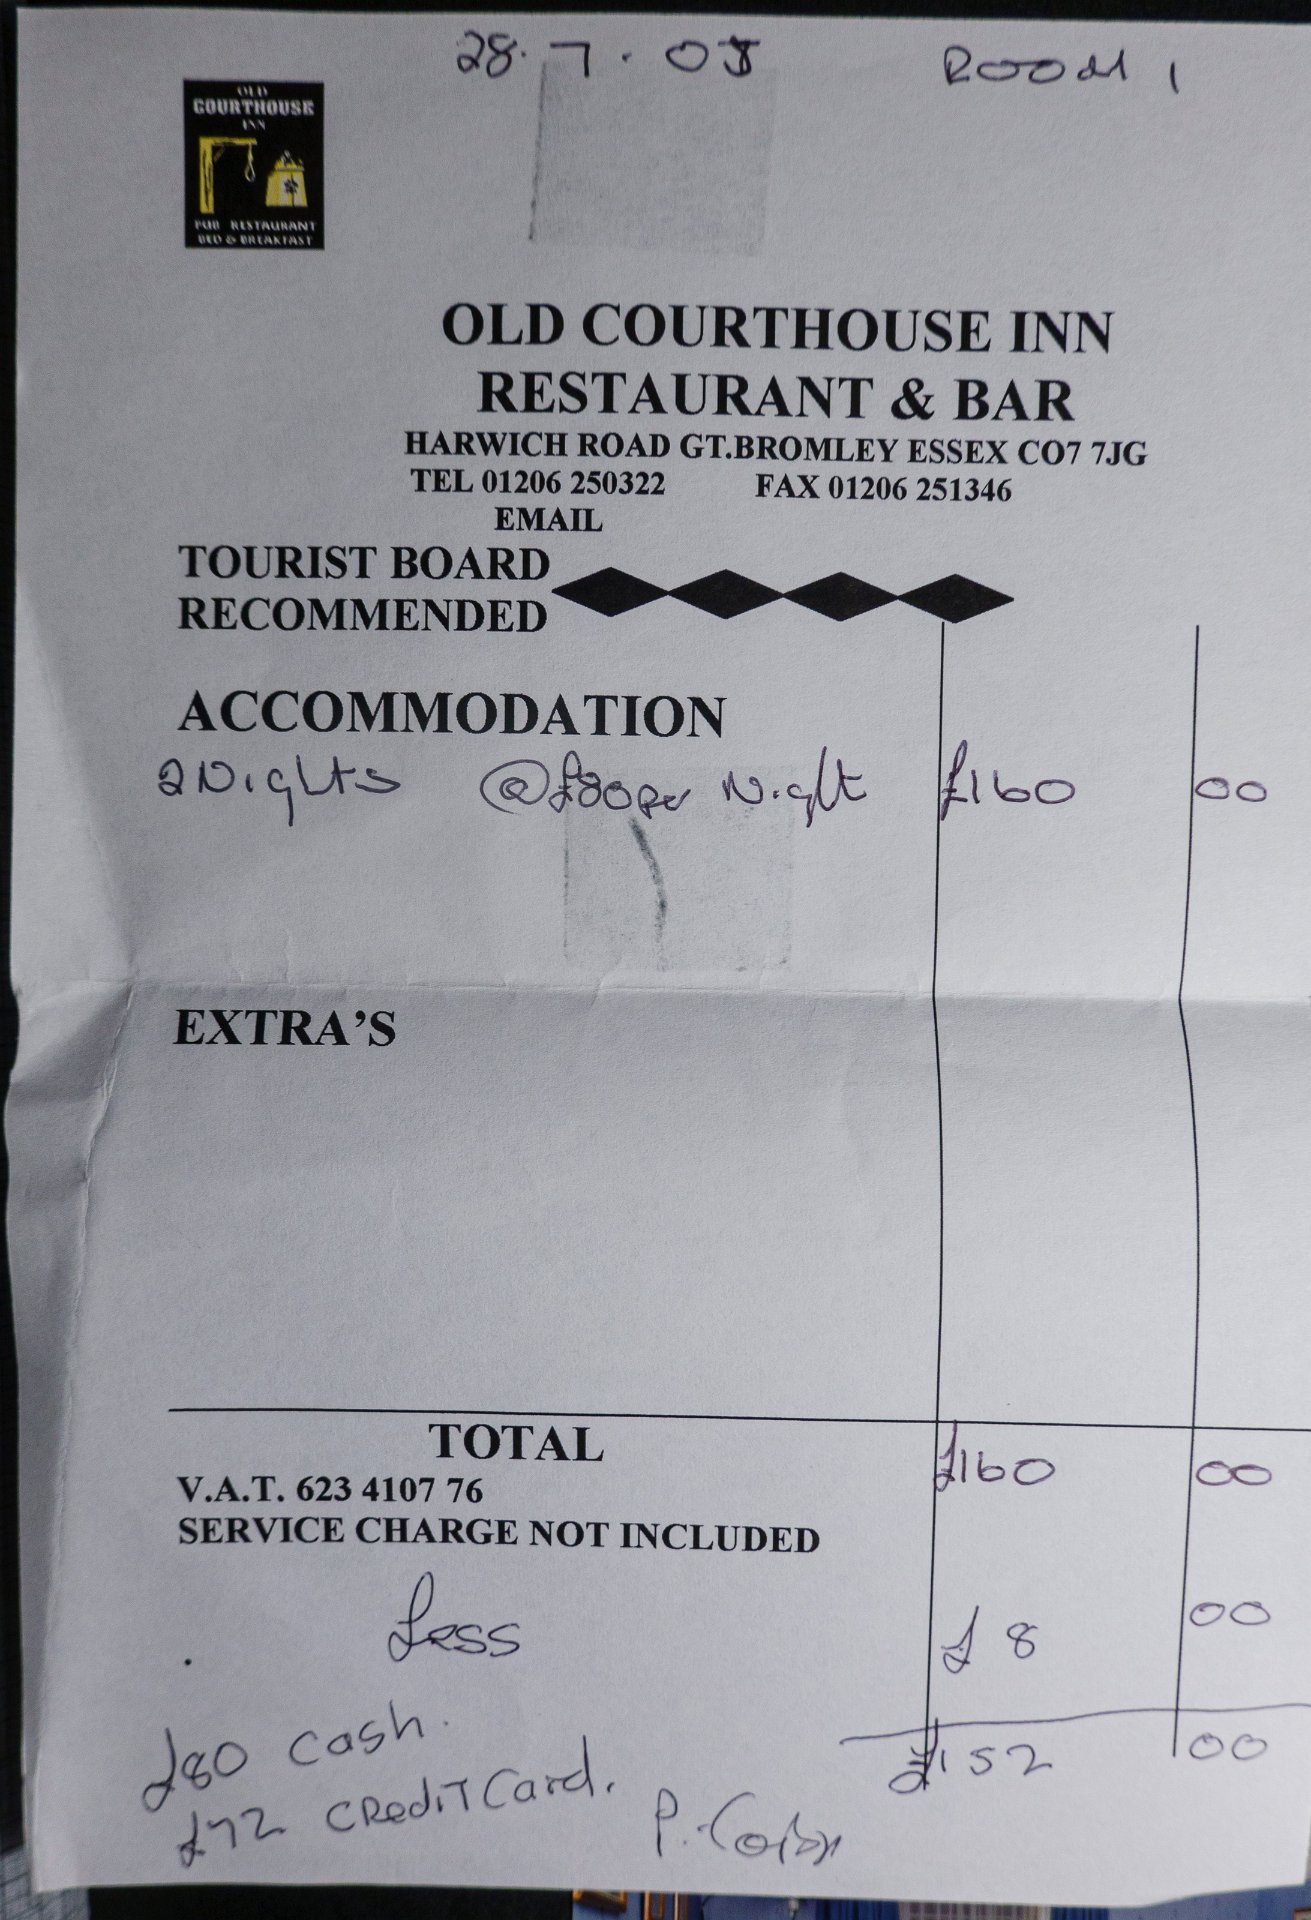 28.7.05 ROOM 1
OLD
COURTHOUSE
INN
PUB RESTAURANT
BED & BREAKFAST
OLD COURTHOUSE INN
RESTAURANT & BAR
HARWICH ROAD GT.BROMLEY ESSEX CO7 7JG
TEL 01206 250322 FAX 01206 251346
EMAIL
TOURIST BOARD
RECOMMENDED
ACCOMMODATION
2 Nights @ £80 per Night £160 00
EXTRA'S
TOTAL £160 00
V.A.T. 623 4107 76
SERVICE CHARGE NOT INCLUDED
Less £8 00
£152 00
£80 Cash.
£72 Credit Card.
P.